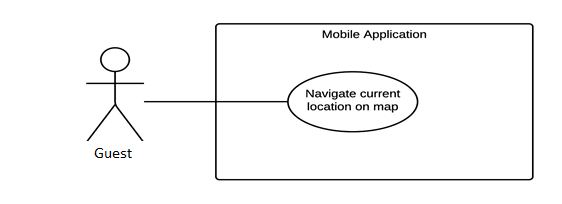 Mobile Application
Navigate current
location on map
Guest